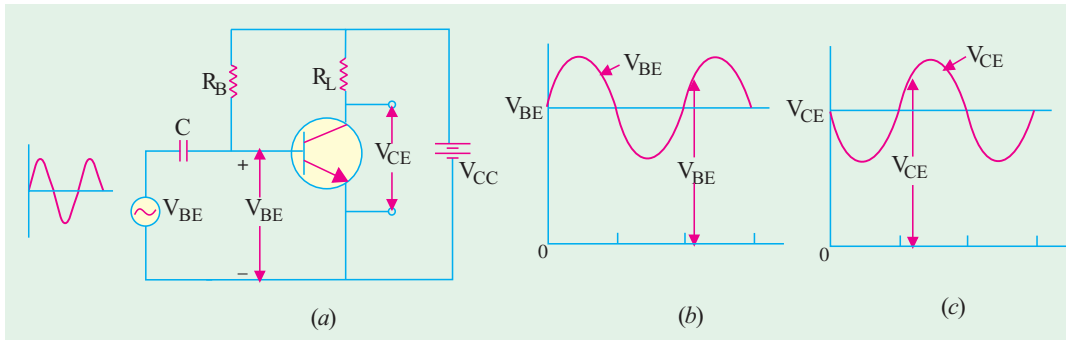 R_B
R_L
C
+
V_CE
V_CC
V_BE
V_BE
–
(a)
V_BE
V_BE
V_BE
0
(b)
V_CE
V_CE
V_CE
0
(c)